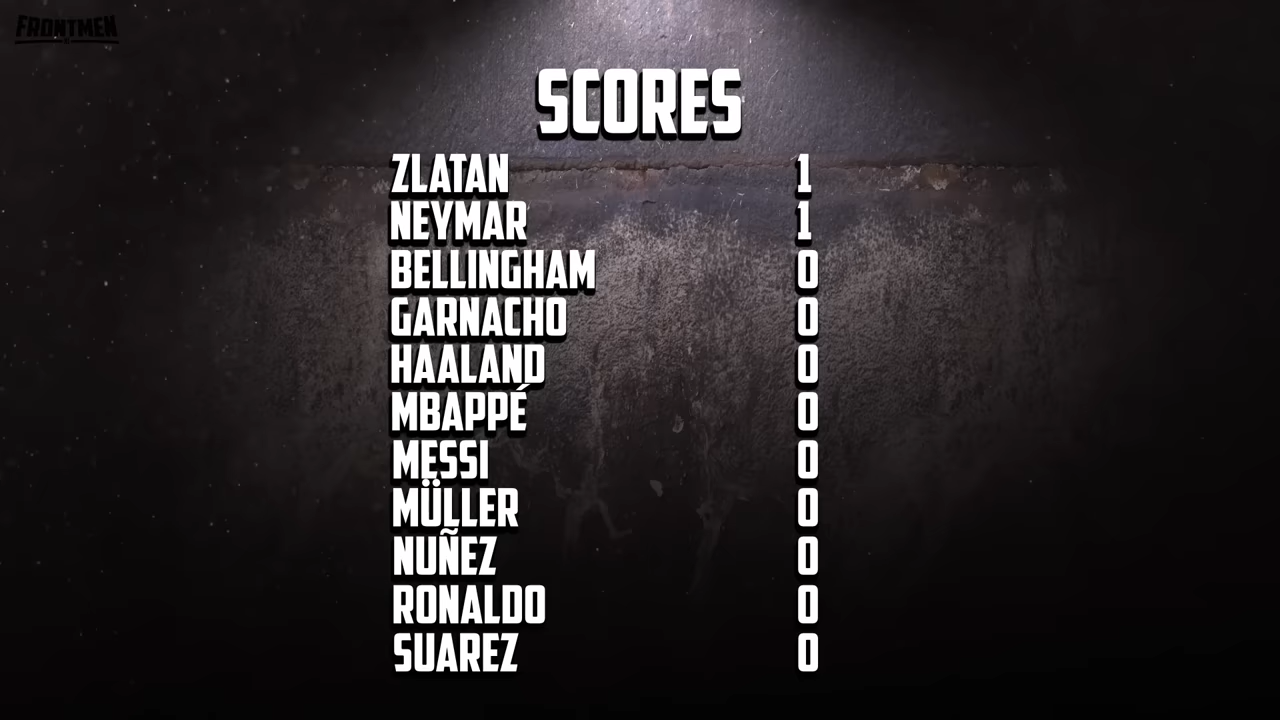 FRONTMEN
SCORES
ZLATAN 1
NEYMAR 1
BELLINGHAM 0
GARNACHO 0
HAALAND 0
MBAPPÉ 0
MESSI 0
MÜLLER 0
NUÑEZ 0
RONALDO 0
SUAREZ 0